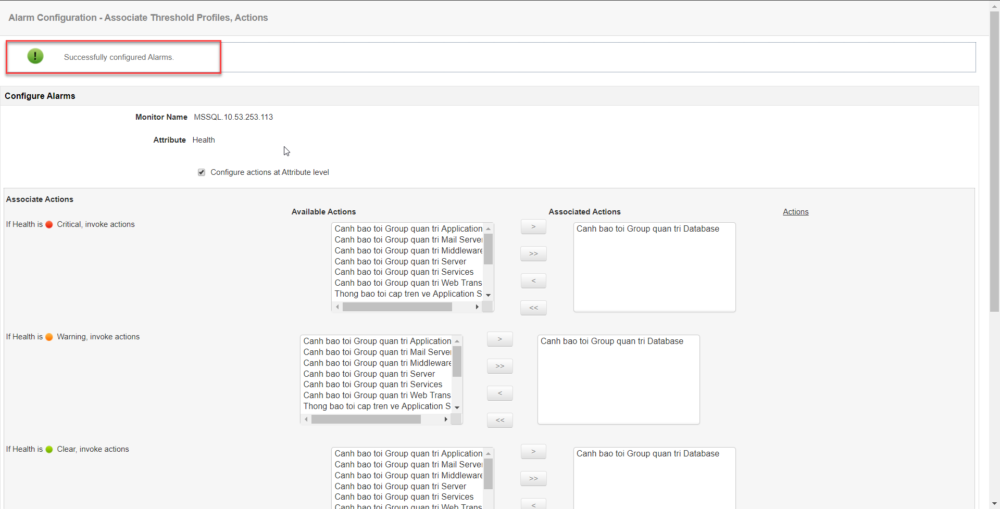 Alarm Configuration - Associate Threshold Profiles, Actions
Successfully configured Alarms.
Configure Alarms
Monitor Name MSSQL.10.53.253.113
Attribute Health
Configure actions at Attribute level
Associate Actions
Available Actions Associated Actions Actions
If Health is Critical, invoke actions
Canh bao toi Group quan tri Application
Canh bao toi Group quan tri Mail Server
Canh bao toi Group quan tri Middleware
Canh bao toi Group quan tri Server
Canh bao toi Group quan tri Services
Canh bao toi Group quan tri Web Trans
Thong bao toi cap tren ve Application S
>
>>
<
<<
Canh bao toi Group quan tri Database
If Health is Warning, invoke actions
Canh bao toi Group quan tri Application
Canh bao toi Group quan tri Mail Server
Canh bao toi Group quan tri Middleware
Canh bao toi Group quan tri Server
Canh bao toi Group quan tri Services
Canh bao toi Group quan tri Web Trans
Thong bao toi cap tren ve Application S
>
>>
<
<<
Canh bao toi Group quan tri Database
If Health is Clear, invoke actions
Canh bao toi Group quan tri Application
Canh bao toi Group quan tri Mail Server
Canh bao toi Group quan tri Middleware
Canh bao toi Group quan tri Server
Canh bao toi Group quan tri Services
Canh bao toi Group quan tri Web Trans
>
>>
<
Canh bao toi Group quan tri Database